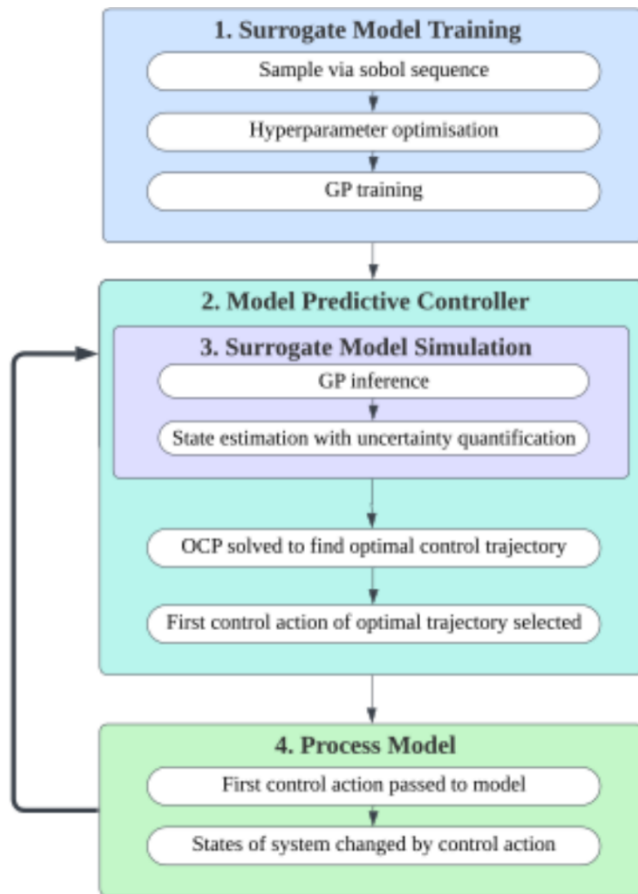 1. Surrogate Model Training
Sample via sobol sequence
Hyperparameter optimisation
GP training
2. Model Predictive Controller
3. Surrogate Model Simulation
GP inference
State estimation with uncertainty quantification
OCP solved to find optimal control trajectory
First control action of optimal trajectory selected
4. Process Model
First control action passed to model
States of system changed by control action